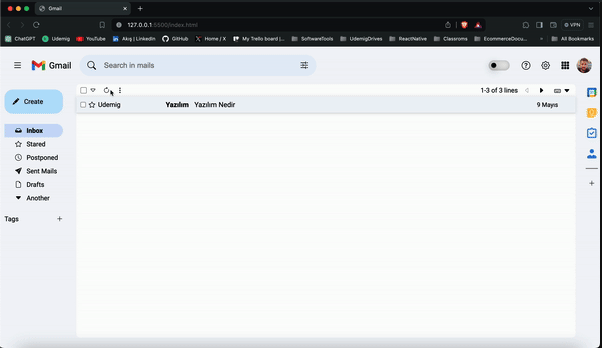 Gmail
127.0.0.1:5500/index.html
VPN
ChatGPT Udemig YouTube Akış | LinkedIn GitHub Home / X My Trello board |... SoftwareTools UdemigDrives ReactNative Classroms EcommerceDocu... » All Bookmarks
Gmail Search in mails
Create 1-3 of 3 lines
Udemig Yazılım Yazılım Nedir 9 Mayıs
Inbox
Stared
Postponed
Sent Mails
Drafts
Another
Tags +